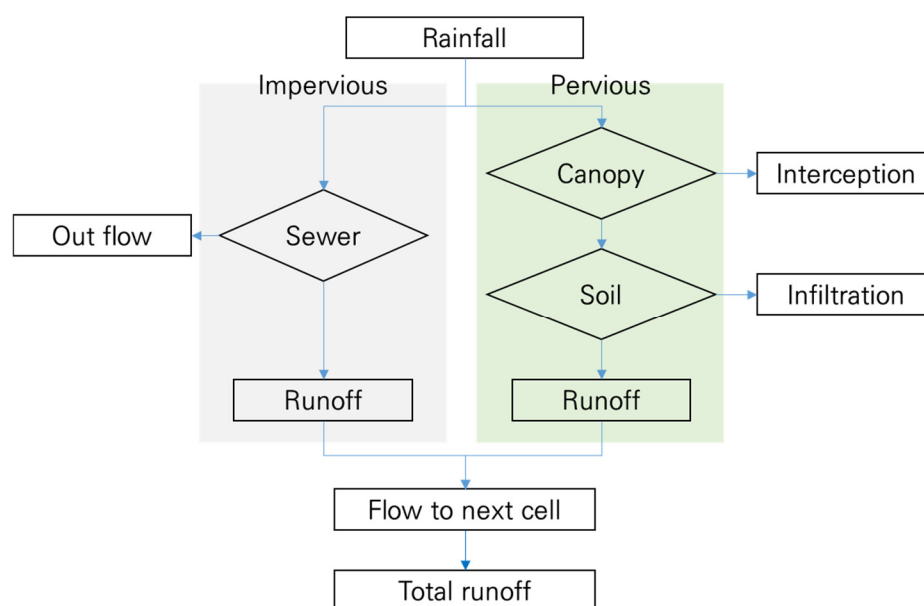 Rainfall
Impervious
Pervious
Canopy
Interception
Out flow
Sewer
Soil
Infiltration
Runoff
Runoff
Flow to next cell
Total runoff